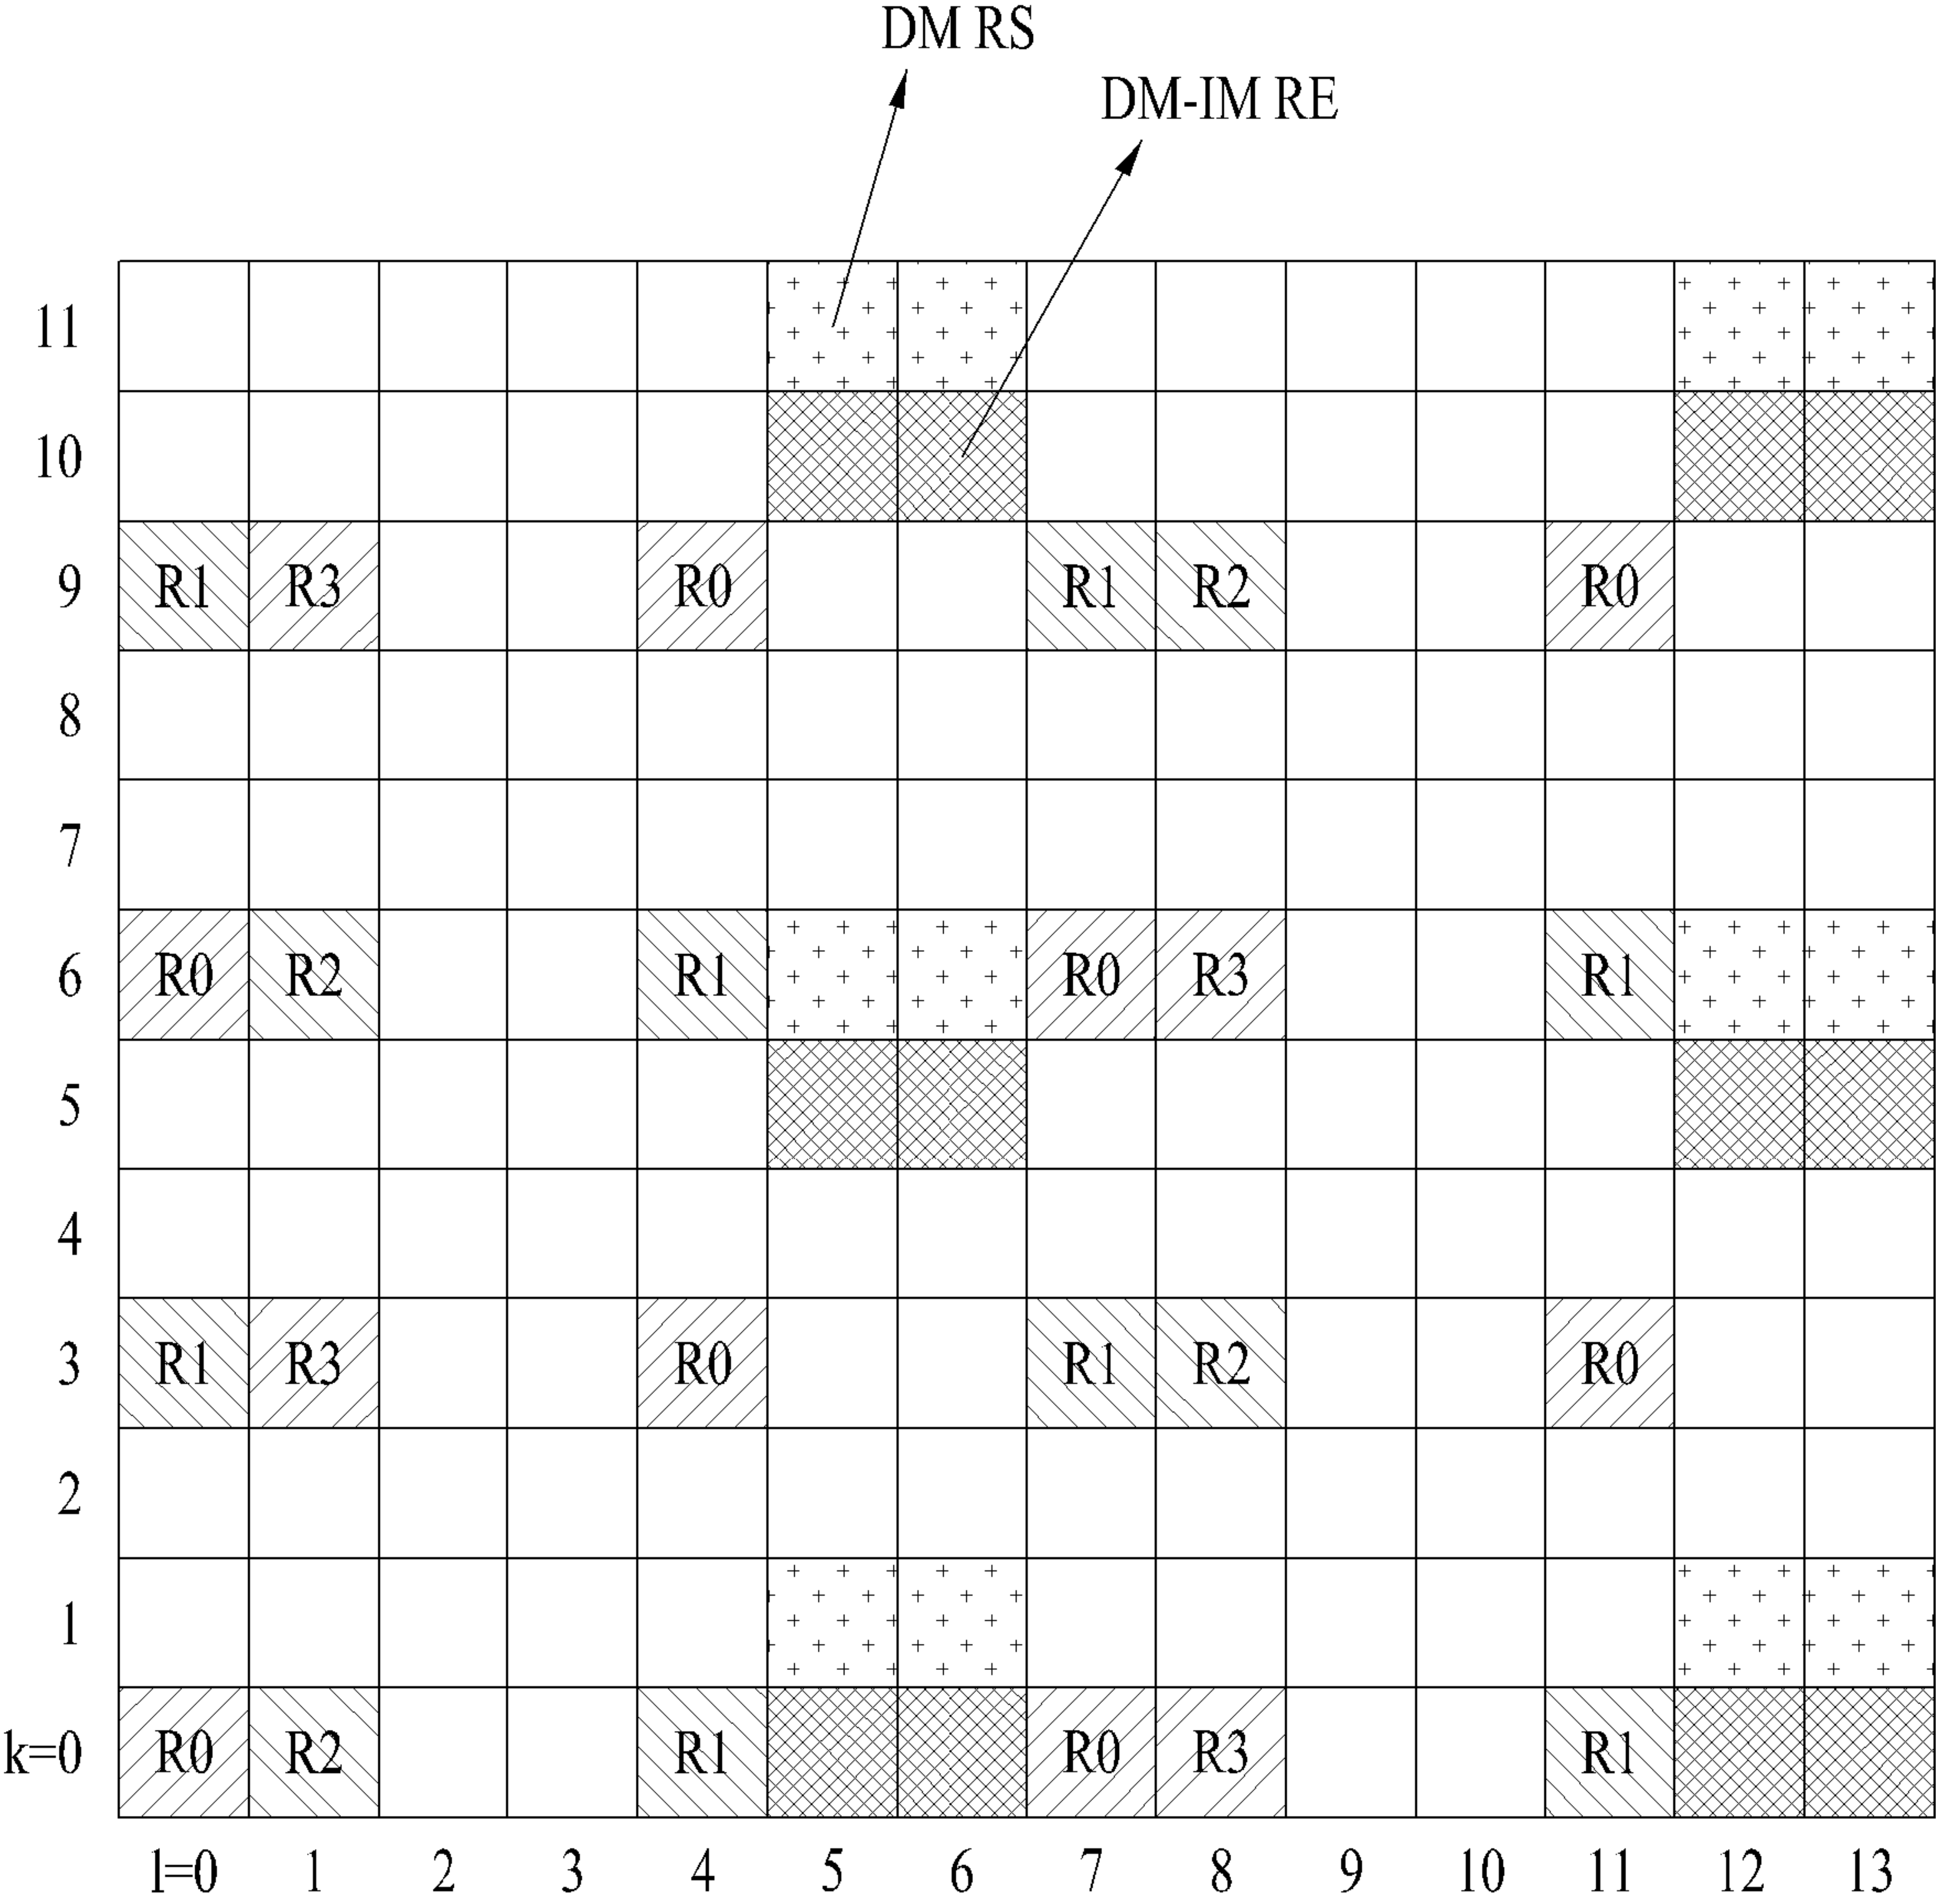 DM RS
DM-IM RE
11
10
9 R1 R3 R0 R1 R2 R0
8
7
6 R0 R2 R1 R0 R3 R1
5
4
3 R1 R3 R0 R1 R2 R0
2
1
k=0 R0 R2 R1 R0 R3 R1
l=0 1 2 3 4 5 6 7 8 9 10 11 12 13